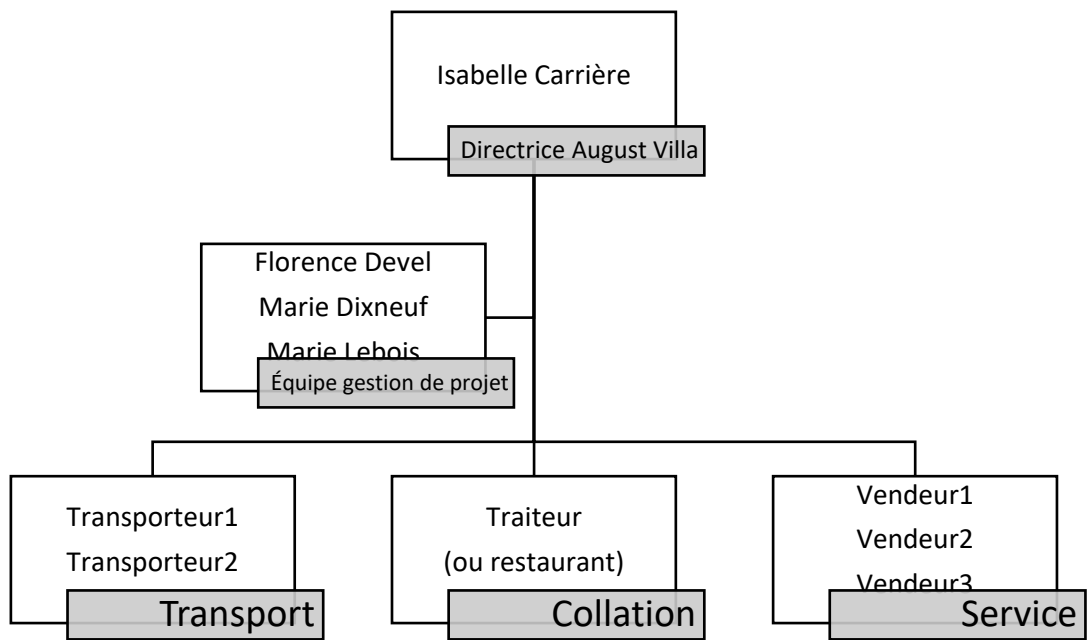 Isabelle Carrière
Directrice August Villa
Florence Devel
Marie Dixneuf
Marie Lebois
Équipe gestion de projet
Transporteur1
Transporteur2
Transport
Traiteur
(ou restaurant)
Collation
Vendeur1
Vendeur2
Vendeur3
Service